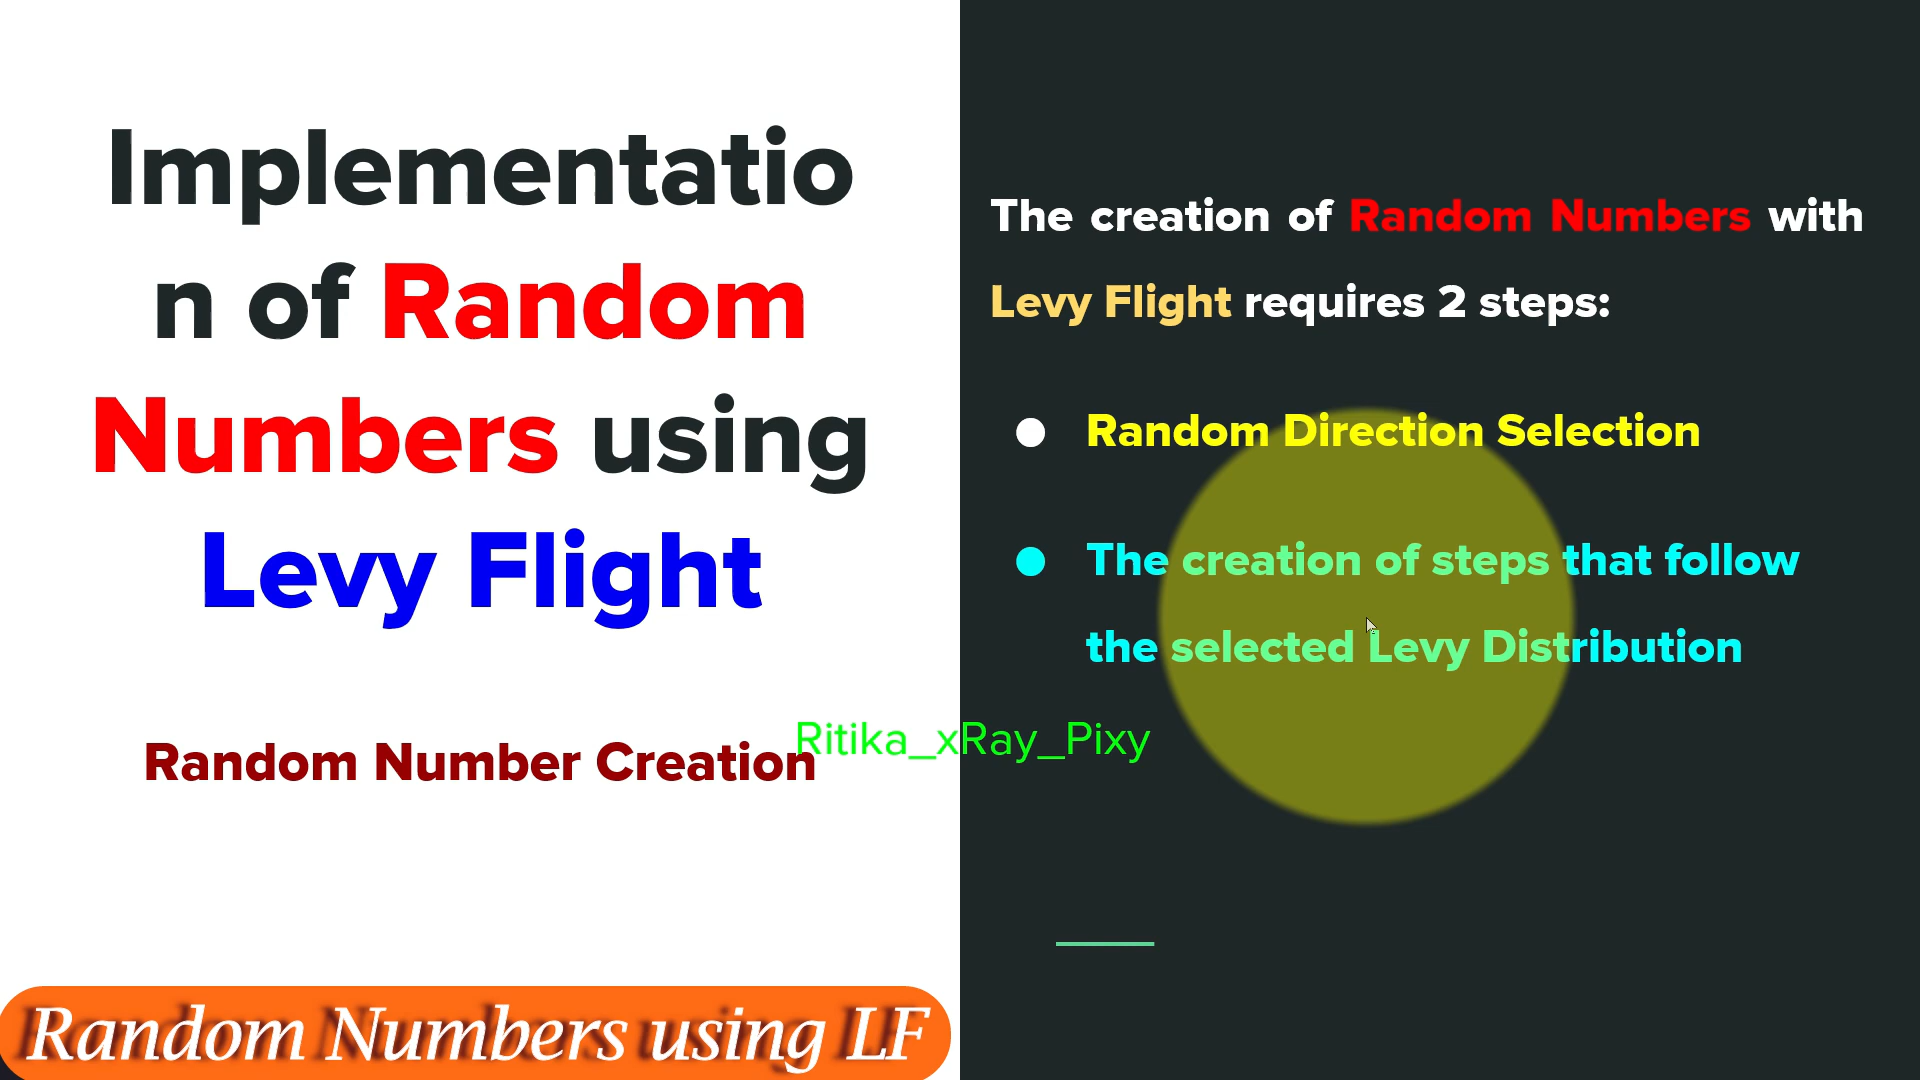 Implementatio
n of Random
Numbers using
Levy Flight
Random Number Creation
The creation of Random Numbers with
Levy Flight requires 2 steps:
● Random Direction Selection
● The creation of steps that follow
the selected Levy Distribution
Ritika_xRay_Pixy
Random Numbers using LF